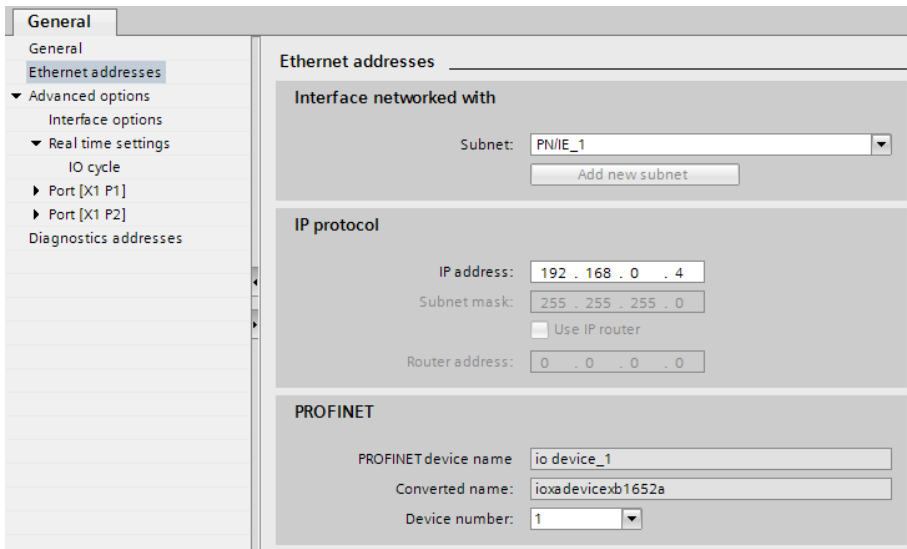 General
General
Ethernet addresses
Advanced options
Interface options
Real time settings
IO cycle
Port [X1 P1]
Port [X1 P2]
Diagnostics addresses
Ethernet addresses
Interface networked with
Subnet: PN/IE_1
Add new subnet
IP protocol
IP address: 192 . 168 . 0 . 4
Subnet mask: 255 . 255 . 255 . 0
Use IP router
Router address: 0 . 0 . 0 . 0
PROFINET
PROFINET device name io device_1
Converted name: ioxadevicexb1652a
Device number: 1